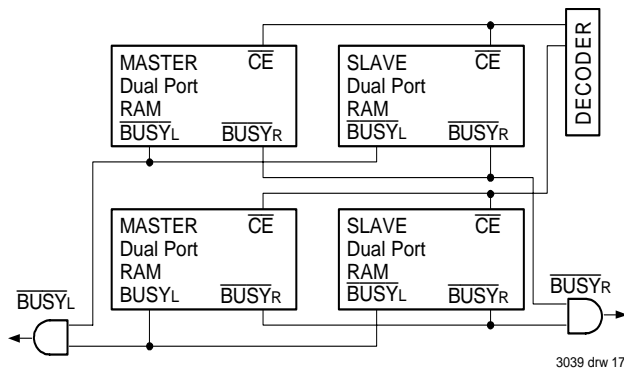 MASTER
Dual Port
RAM
CE
BUSYL
BUSYR
SLAVE
Dual Port
RAM
CE
BUSYL
BUSYR
DECODER
MASTER
Dual Port
RAM
CE
BUSYL
BUSYR
SLAVE
Dual Port
RAM
CE
BUSYL
BUSYR
BUSYL
BUSYR
3039 drw 17